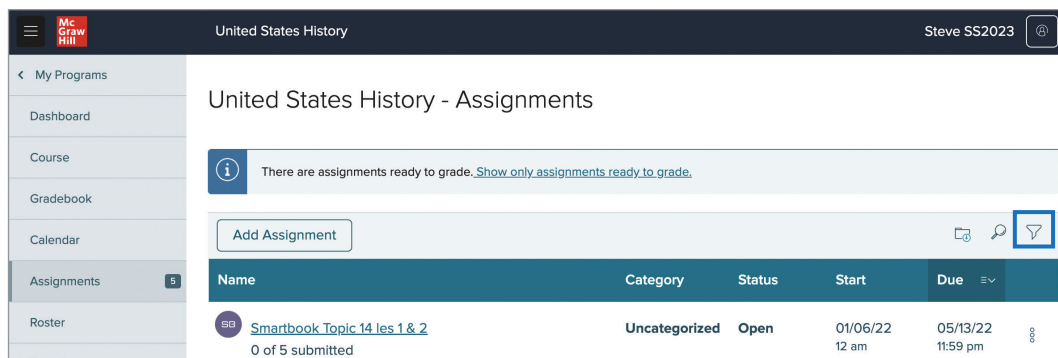 Mc
Graw
Hill
United States History
Steve SS2023
My Programs
Dashboard
Course
Gradebook
Calendar
Assignments 5
Roster
United States History - Assignments
There are assignments ready to grade. Show only assignments ready to grade.
Add Assignment
Name Category Status Start Due
SB Smartbook Topic 14 les 1 & 2 Uncategorized Open 01/06/22 05/13/22
0 of 5 submitted 12 am 11:59 pm